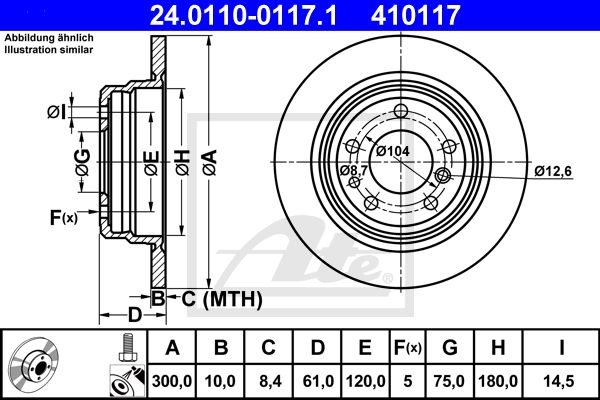 24.0110-0117.1 410117
Abbildung ähnlich
Illustration similar
ØI
ØG
ØE
ØH
ØA
F(x)
B
C (MTH)
D
Ø104
Ø8,7
Ø12,6
Ate
®
A B C D E F(x) G H I
300,0 10,0 8,4 61,0 120,0 5 75,0 180,0 14,5